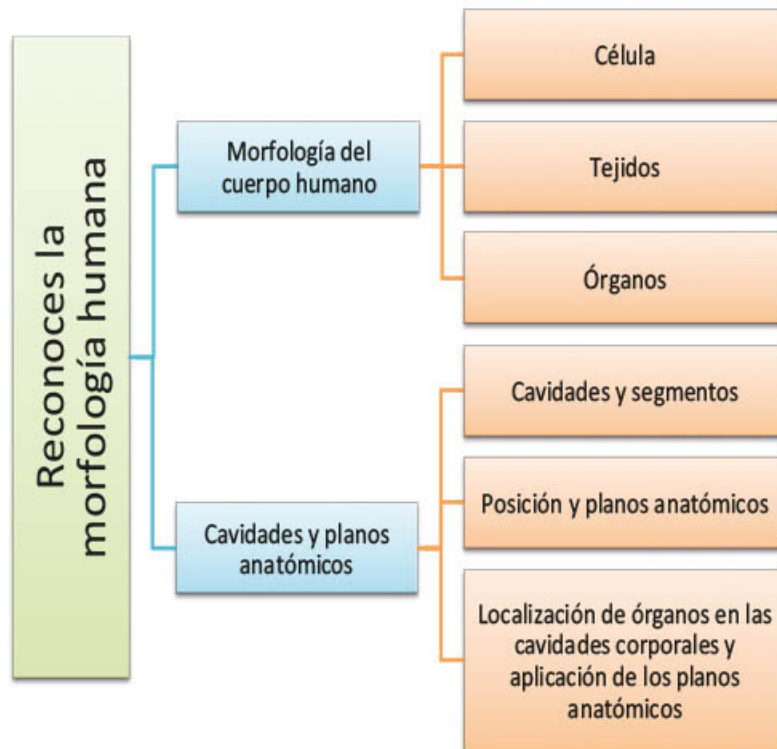 Reconoces la
morfología humana
Morfología del
cuerpo humano
Célula
Tejidos
Órganos
Cavidades y planos
anatómicos
Cavidades y segmentos
Posición y planos anatómicos
Localización de órganos en las
cavidades corporales y
aplicación de los planos
anatómicos